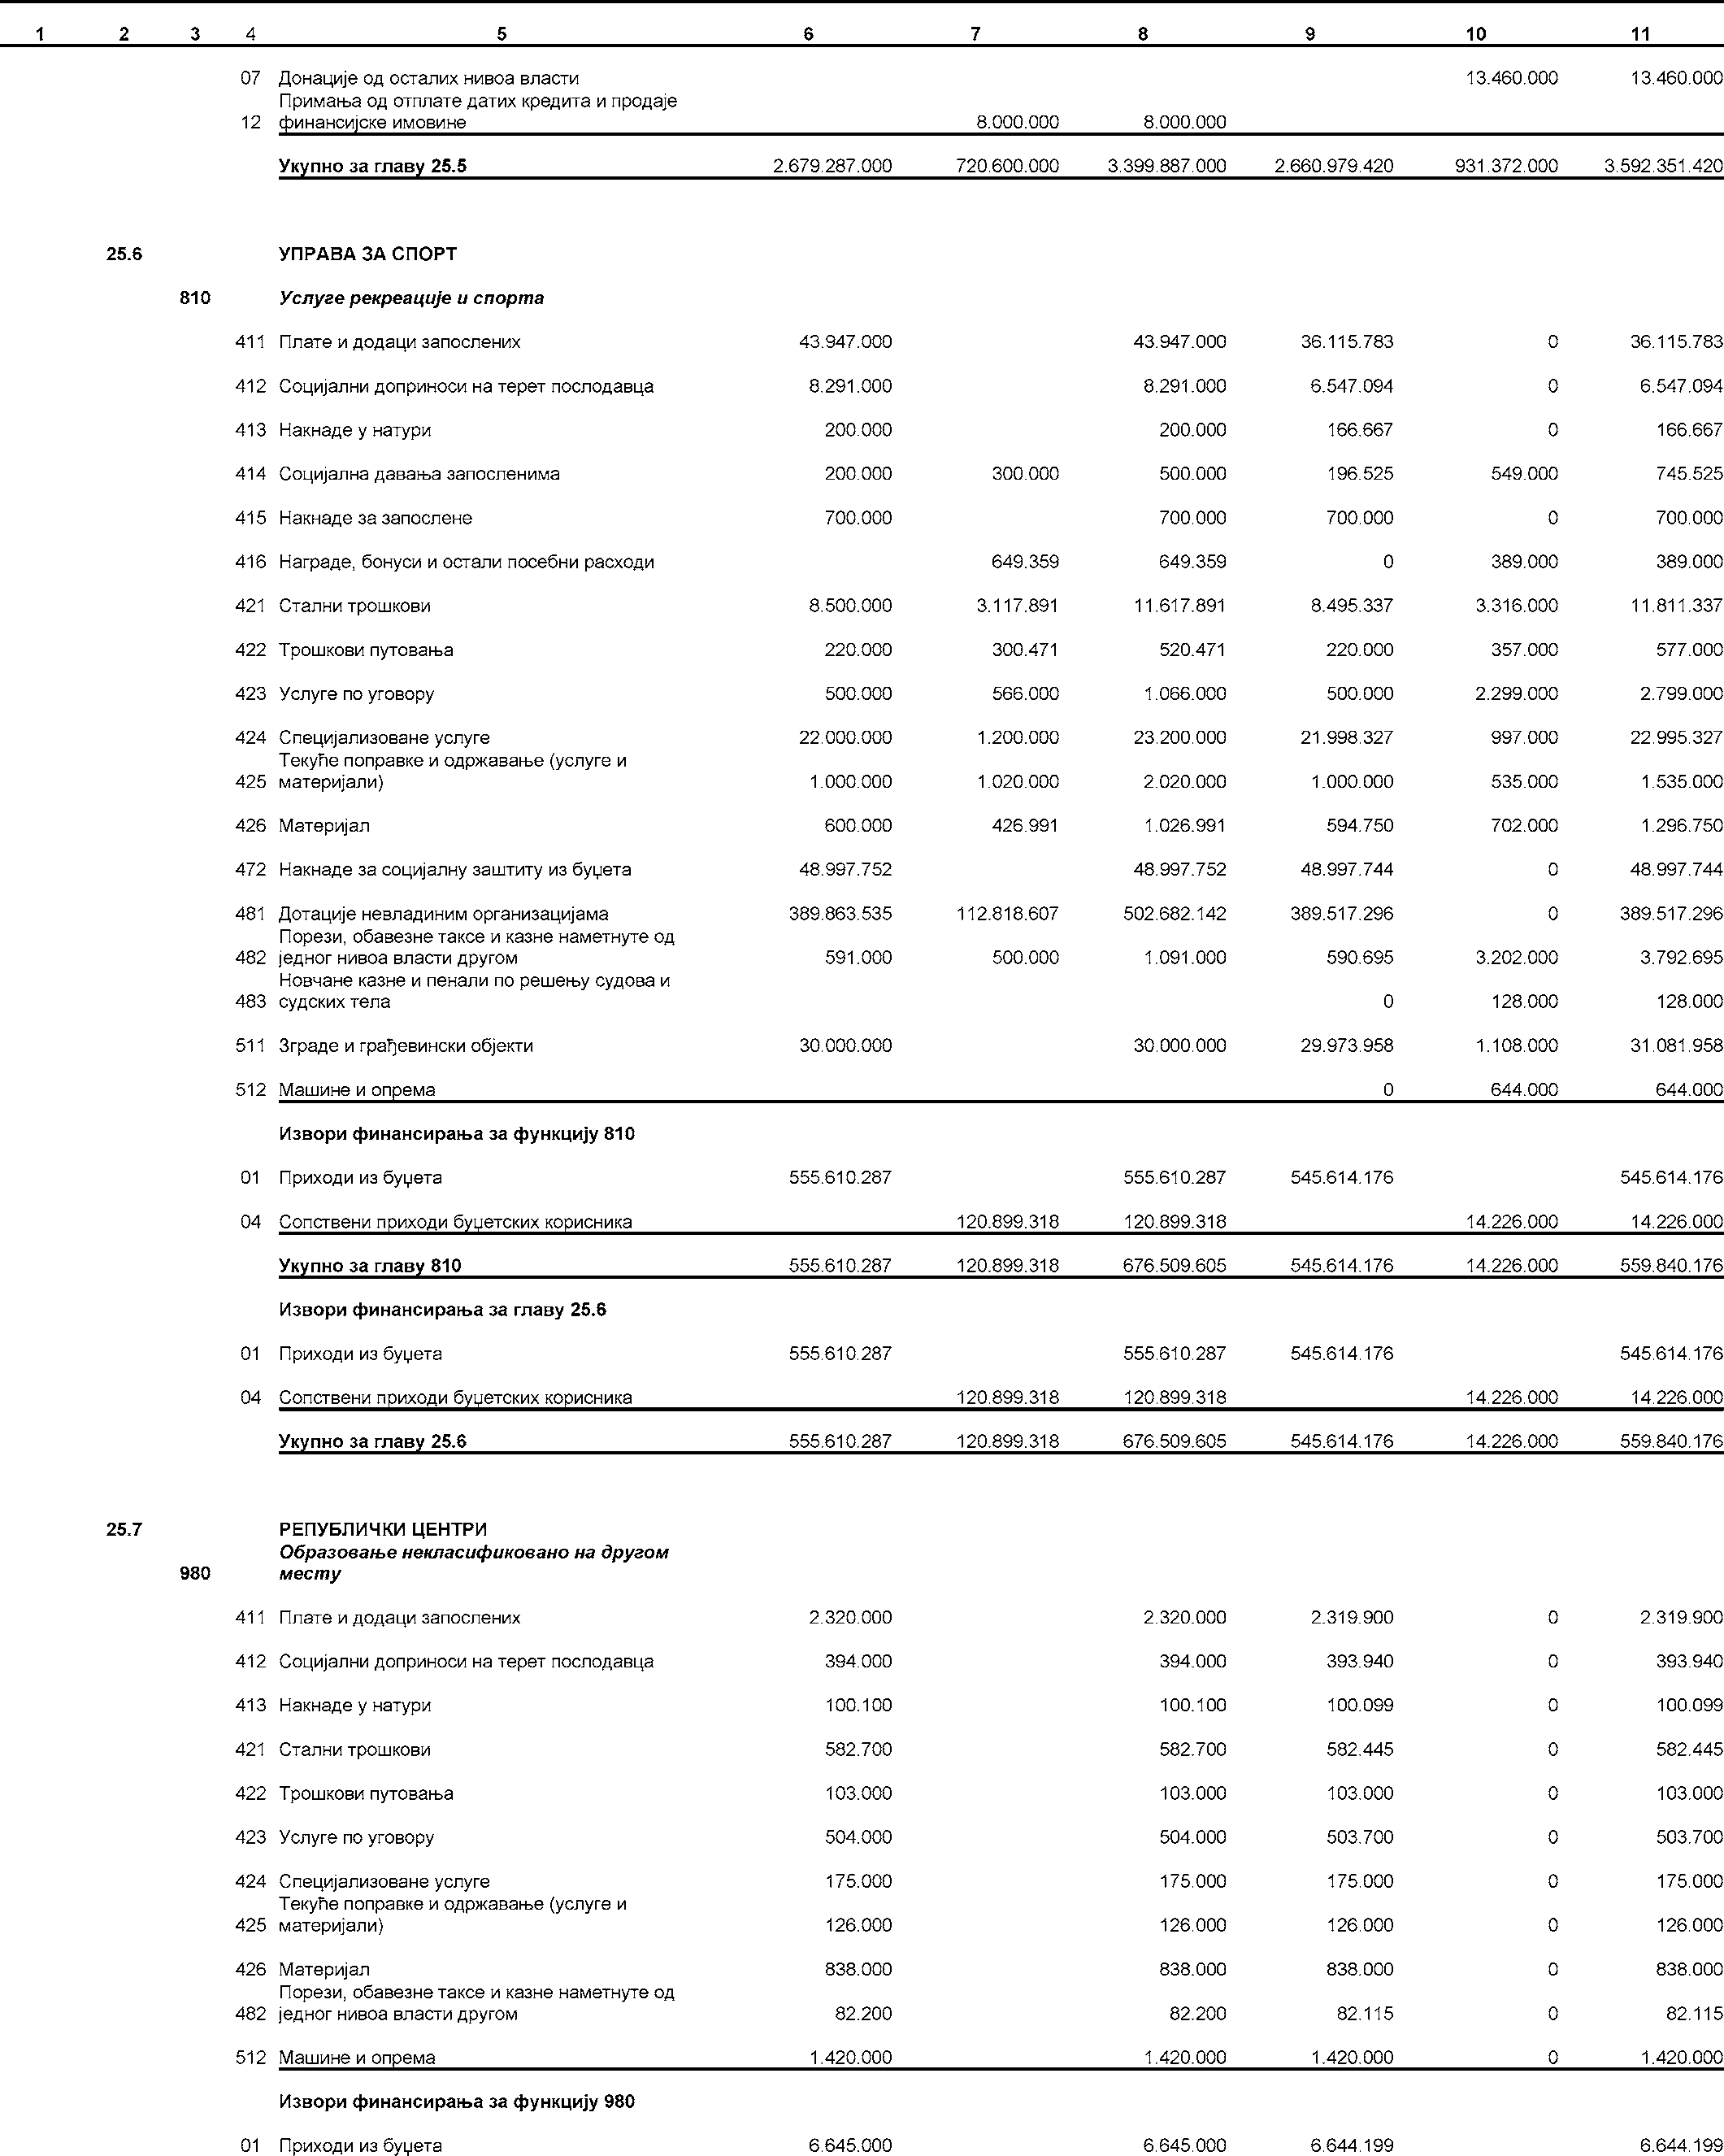 1 2 3 4 5 6 7 8 9 10 11
07 Донације од осталих нивоа власти 13.460.000 13.460.000
Примања од отплате датих кредита и продаје
12 финансијске имовине 8.000.000 8.000.000
Укупно за главу 25.5 2.679.287.000 720.600.000 3.399.887.000 2.660.979.420 931.372.000 3.592.351.420
25.6 УПРАВА ЗА СПОРТ
810 Услуге рекреације и спорта
411 Плате и додаци запослених 43.947.000 43.947.000 36.115.783 0 36.115.783
412 Социјални доприноси на терет послодавца 8.291.000 8.291.000 6.547.094 0 6.547.094
413 Накнаде у натури 200.000 200.000 166.667 0 166.667
414 Социјална давања запосленима 200.000 300.000 500.000 196.525 549.000 745.525
415 Накнаде за запослене 700.000 700.000 700.000 0 700.000
416 Награде, бонуси и остали посебни расходи 649.359 649.359 0 389.000 389.000
421 Стални трошкови 8.500.000 3.117.891 11.617.891 8.495.337 3.316.000 11.811.337
422 Трошкови путовања 220.000 300.471 520.471 220.000 357.000 577.000
423 Услуге по уговору 500.000 566.000 1.066.000 500.000 2.299.000 2.799.000
424 Специјализоване услуге 22.000.000 1.200.000 23.200.000 21.998.327 997.000 22.995.327
Текуће поправке и одржавање (услуге и
425 материјали) 1.000.000 1.020.000 2.020.000 1.000.000 535.000 1.535.000
426 Материјал 600.000 426.991 1.026.991 594.750 702.000 1.296.750
472 Накнаде за социјалну заштиту из буџета 48.997.752 48.997.752 48.997.744 0 48.997.744
481 Дотације невладиним организацијама 389.863.535 112.818.607 502.682.142 389.517.296 0 389.517.296
Порези, обавезне таксе и казне наметнуте од
482 једног нивоа власти другом 591.000 500.000 1.091.000 590.695 3.202.000 3.792.695
Новчане казне и пенали по решењу судова и
483 судских тела 0 128.000 128.000
511 Зграде и грађевински објекти 30.000.000 30.000.000 29.973.958 1.108.000 31.081.958
512 Машине и опрема 0 644.000 644.000
Извори финансирања за функцију 810
01 Приходи из буџета 555.610.287 555.610.287 545.614.176 545.614.176
04 Сопствени приходи буџетских корисника 120.899.318 120.899.318 14.226.000 14.226.000
Укупно за главу 810 555.610.287 120.899.318 676.509.605 545.614.176 14.226.000 559.840.176
Извори финансирања за главу 25.6
01 Приходи из буџета 555.610.287 555.610.287 545.614.176 545.614.176
04 Сопствени приходи буџетских корисника 120.899.318 120.899.318 14.226.000 14.226.000
Укупно за главу 25.6 555.610.287 120.899.318 676.509.605 545.614.176 14.226.000 559.840.176
25.7 РЕПУБЛИЧКИ ЦЕНТРИ
Образовање некласификовано на другом
980 месту
411 Плате и додаци запослених 2.320.000 2.320.000 2.319.900 0 2.319.900
412 Социјални доприноси на терет послодавца 394.000 394.000 393.940 0 393.940
413 Накнаде у натури 100.100 100.100 100.099 0 100.099
421 Стални трошкови 582.700 582.700 582.445 0 582.445
422 Трошкови путовања 103.000 103.000 103.000 0 103.000
423 Услуге по уговору 504.000 504.000 503.700 0 503.700
424 Специјализоване услуге 175.000 175.000 175.000 0 175.000
Текуће поправке и одржавање (услуге и
425 материјали) 126.000 126.000 126.000 0 126.000
426 Материјал 838.000 838.000 838.000 0 838.000
Порези, обавезне таксе и казне наметнуте од
482 једног нивоа власти другом 82.200 82.200 82.115 0 82.115
512 Машине и опрема 1.420.000 1.420.000 1.420.000 0 1.420.000
Извори финансирања за функцију 980
01 Приходи из буџета 6.645.000 6.645.000 6.644.199 6.644.199